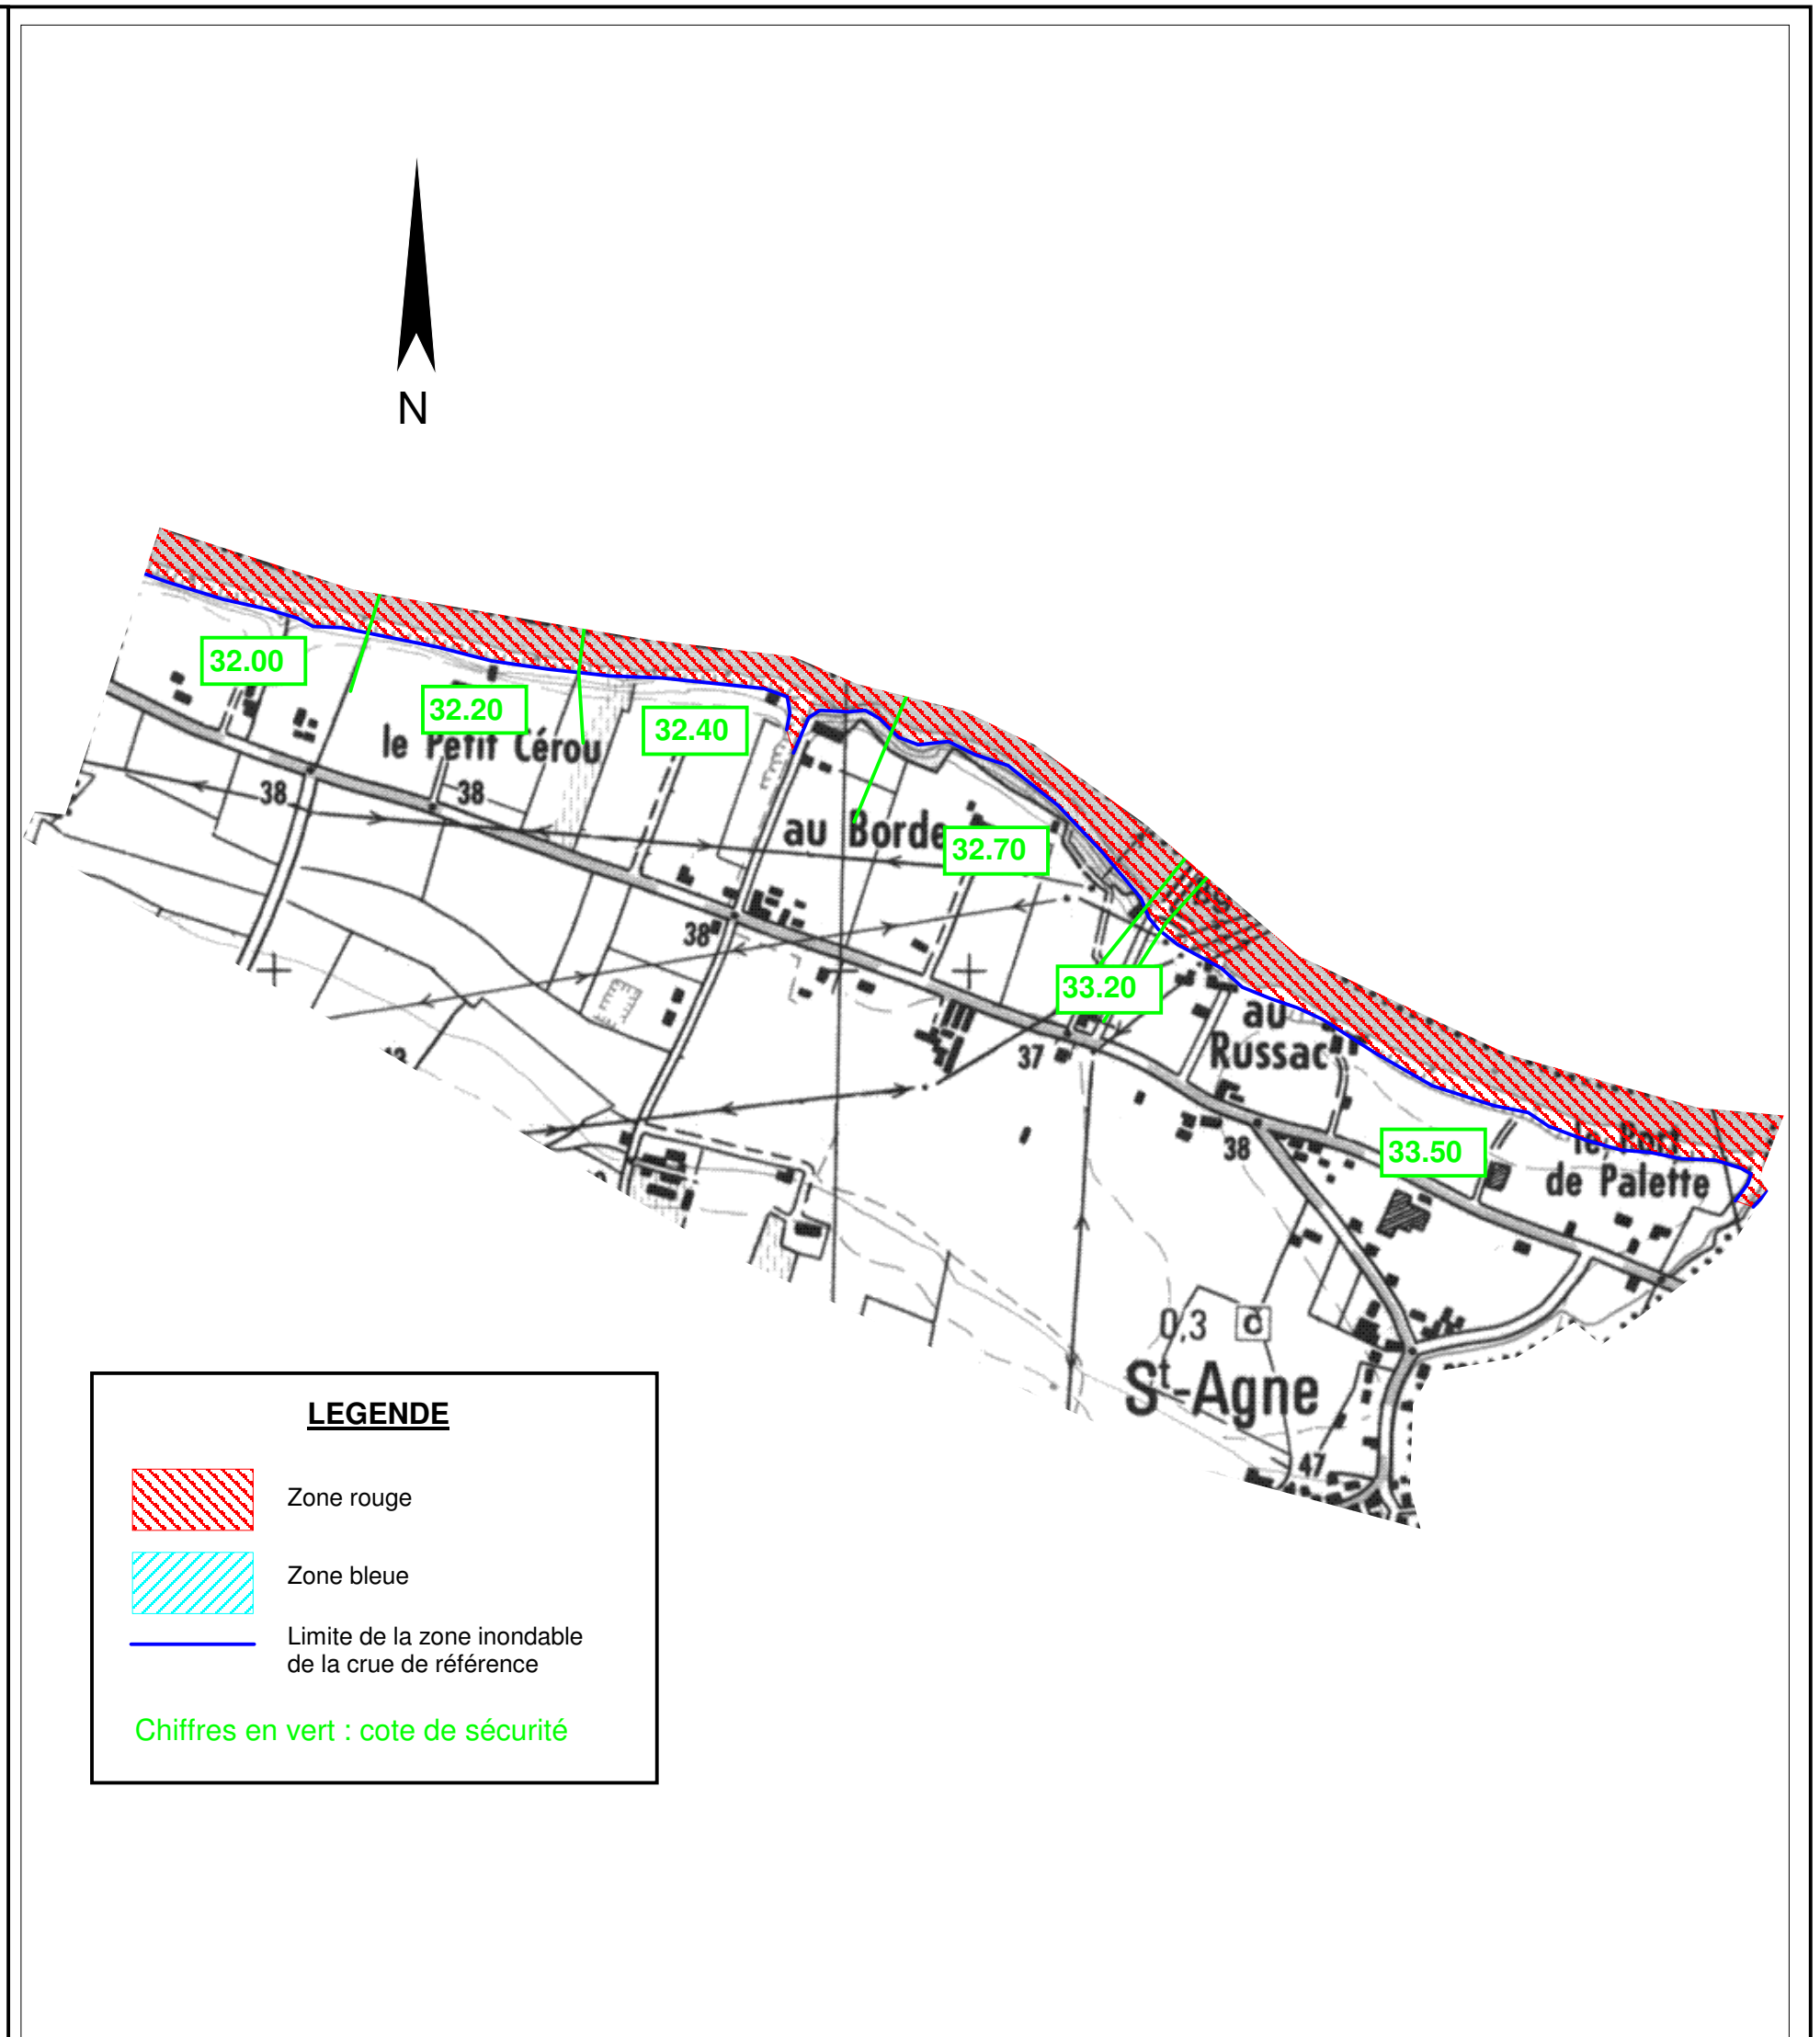 N
32.00
32.20
32.40
le Petit Cérou
38
38
au Borde
32.70
38
33.20
37
au
Russac
38
33.50
le Port
de Palette
0,3
C
St-Agne
47
LEGENDE
Zone rouge
Zone bleue
Limite de la zone inondable
de la crue de référence
Chiffres en vert : cote de sécurité